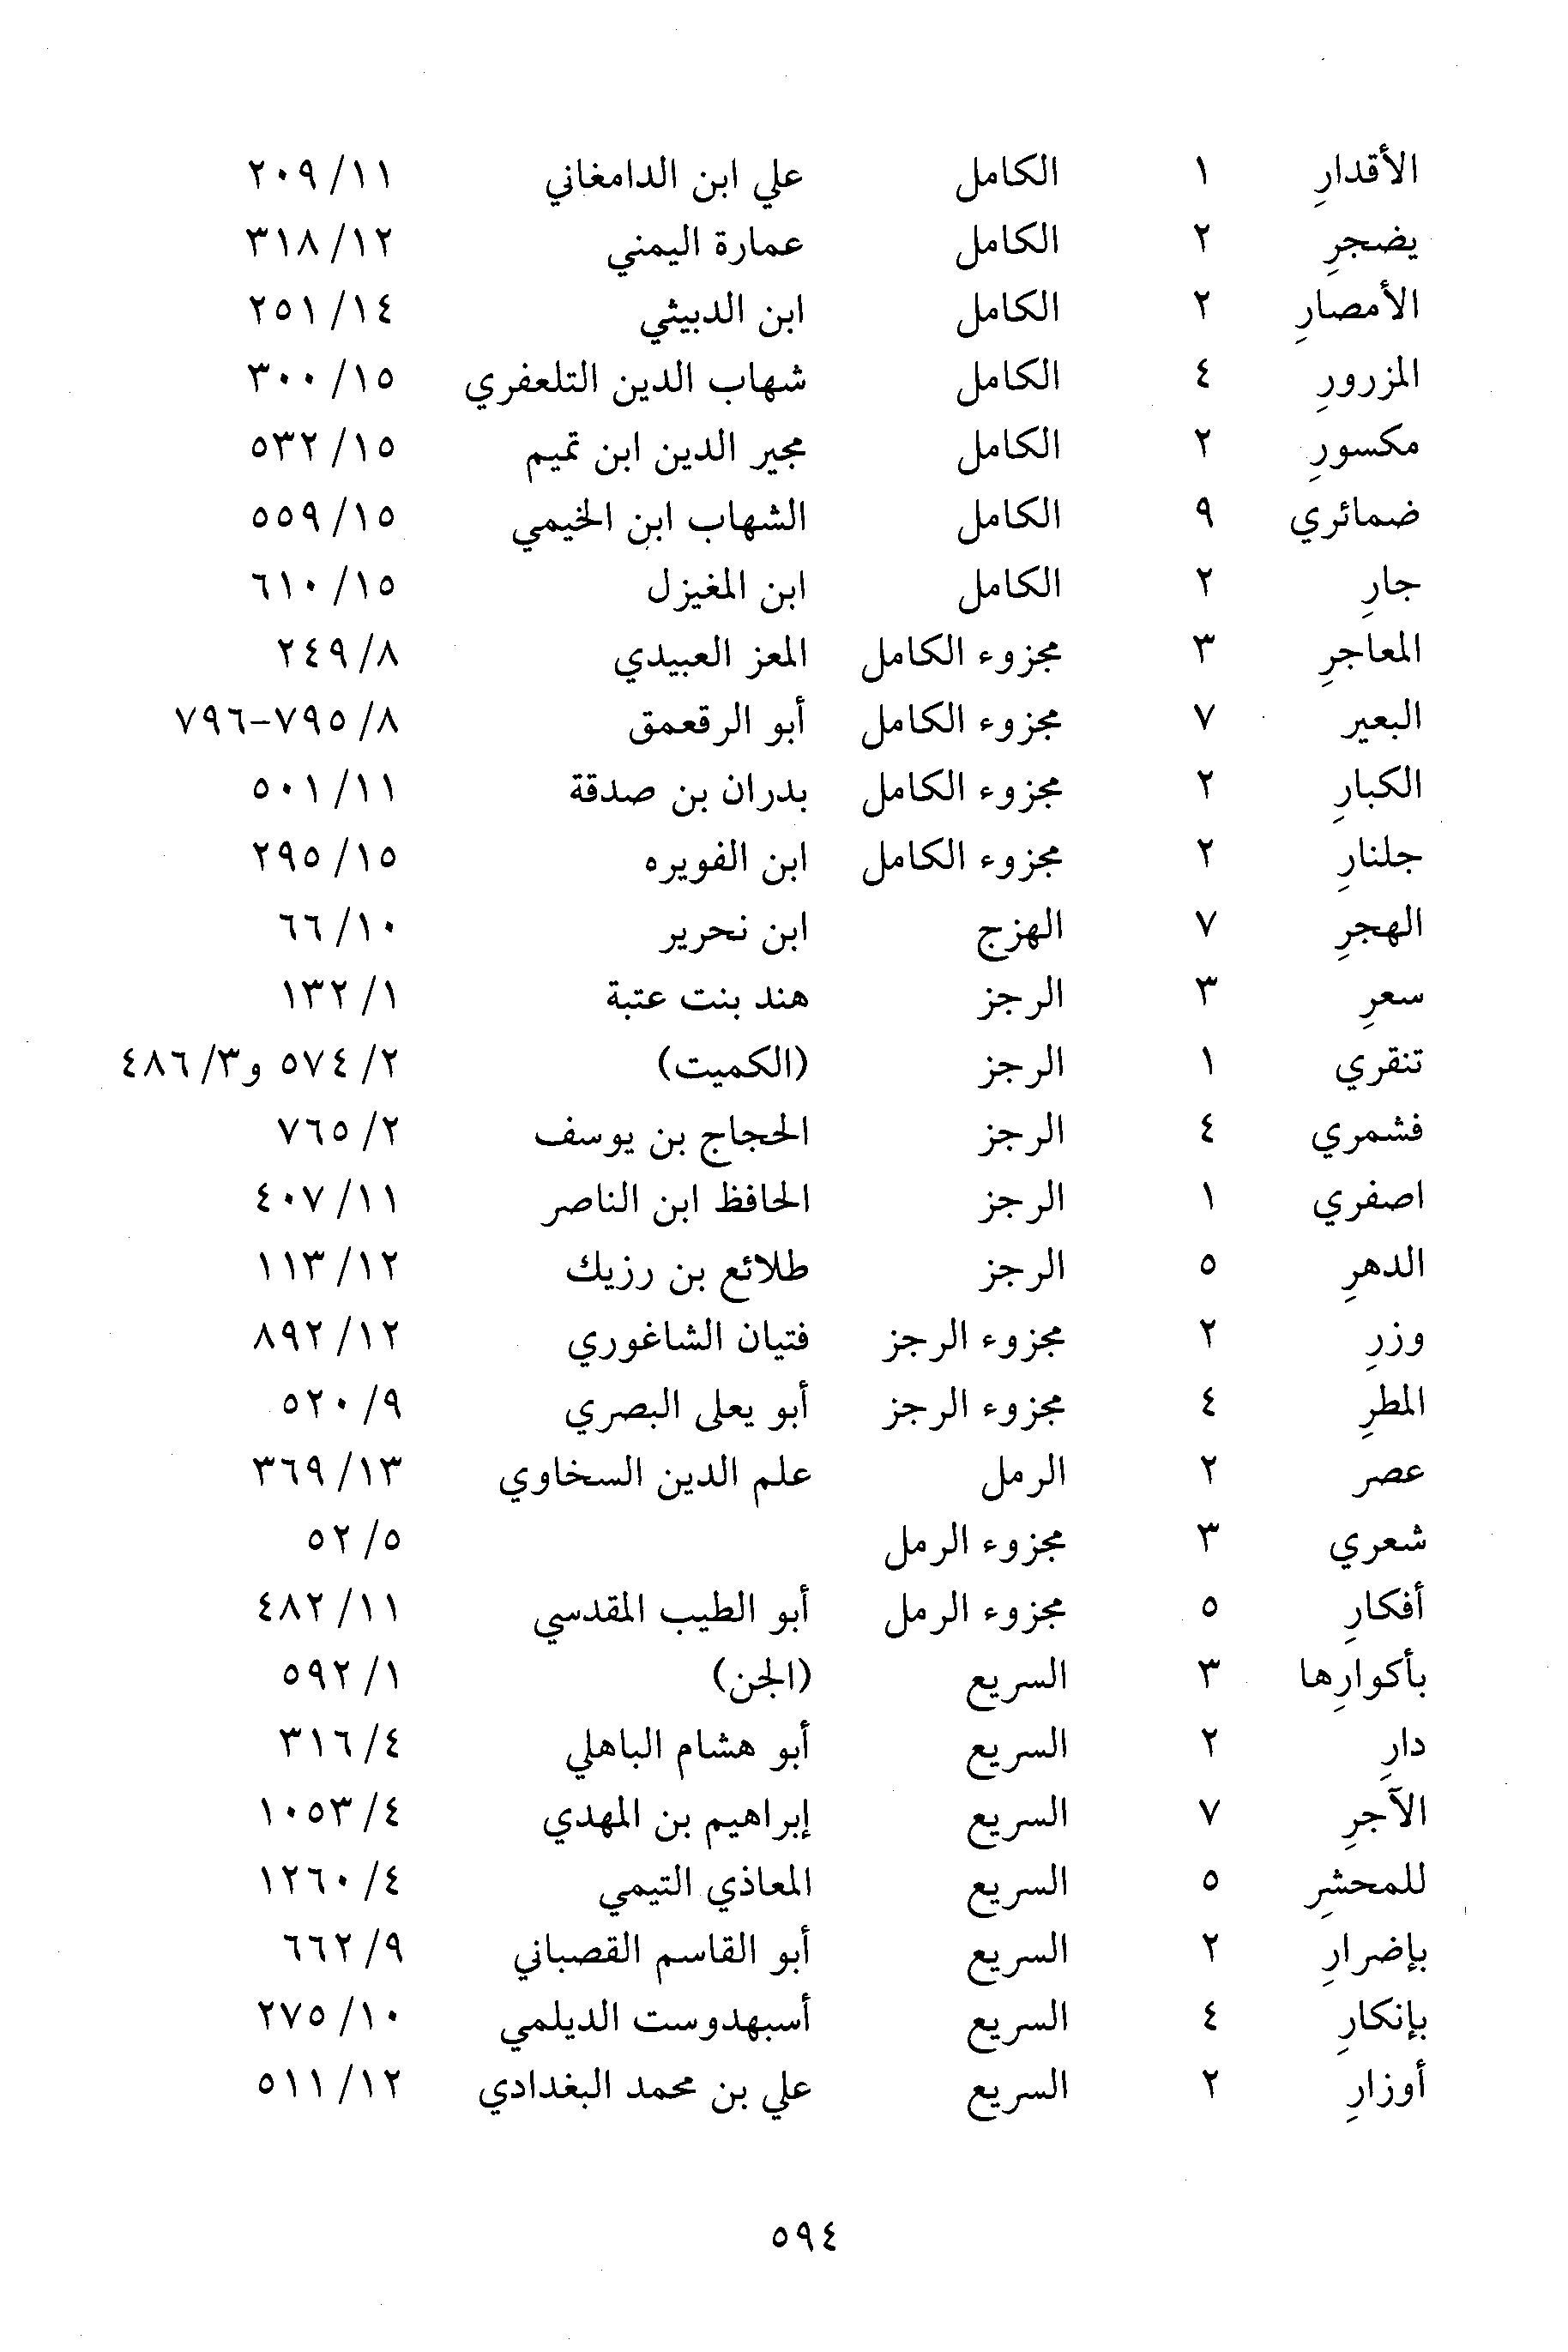 الأقدارِ ١ الكامل علي ابن الدامغاني ١١/ ٢٠٩
يضجرِ ٢ الكامل عمارة اليمني ١٢/ ٣١٨
الأمصارِ ٢ الكامل ابن الدبيثي ١٤/ ٢٥١
المزرورِ ٤ الكامل شهاب الدين التلعفري ١٥/ ٣٠٠
مكسورِ ٢ الكامل مجير الدين ابن تميم ١٥/ ٥٣٢
ضمائري ٩ الكامل الشهاب ابن الخيمي ١٥/ ٥٥٩
جارِ ٢ الكامل ابن المغيزل ١٥/ ٦١٠
المعاجرِ ٣ مجزوء الكامل المعز العبيدي ٨/ ٢٤٩
البعير ٧ مجزوء الكامل أبو الرقعمق ٨/ ٧٩٥-٧٩٦
الكبارِ ٢ مجزوء الكامل بدران بن صدقة ١١/ ٥٠١
جلنارِ ٢ مجزوء الكامل ابن الفويره ١٥/ ٢٩٥
الهجرِ ٧ الهزج ابن نحرير ١٠/ ٦٦
سعرِ ٣ الرجز هند بنت عتبة ١/ ١٣٢
تنقري ١ الرجز (الكميت) ٢/ ٥٧٤ و٣/ ٤٨٦
فشمري ٤ الرجز الحجاج بن يوسف ٢/ ٧٦٥
اصفري ١ الرجز الحافظ ابن الناصر ١١/ ٤٠٧
الدهرِ ٥ الرجز طلائع بن رزيك ١٢/ ١١٣
وزرِ ٢ مجزوء الرجز فتيان الشاغوري ١٢/ ٨٩٢
المطرِ ٤ مجزوء الرجز أبو يعلى البصري ٩/ ٥٢٠
عصر ٢ الرمل علم الدين السخاوي ١٣/ ٣٦٩
شعري ٣ مجزوء الرمل ٥/ ٥٢
أفكارِ ٥ مجزوء الرمل أبو الطيب المقدسي ١١/ ٤٨٢
بأكوارِها ٣ السريع (الجن) ١/ ٥٩٢
دارِ ٢ السريع أبو هشام الباهلي ٤/ ٣١٦
الآجرِ ٧ السريع إبراهيم بن المهدي ٤/ ١٠٥٣
للمحشرِ ٥ السريع المعاذي التيمي ٤/ ١٢٦٠
بإضرارِ ٢ السريع أبو القاسم القصباني ٩/ ٦٦٢
بإنكارِ ٤ السريع أسبهدوست الديلمي ١٠/ ٢٧٥
أوزارِ ٢ السريع علي بن محمد البغدادي ١٢/ ٥١١
٥٩٤